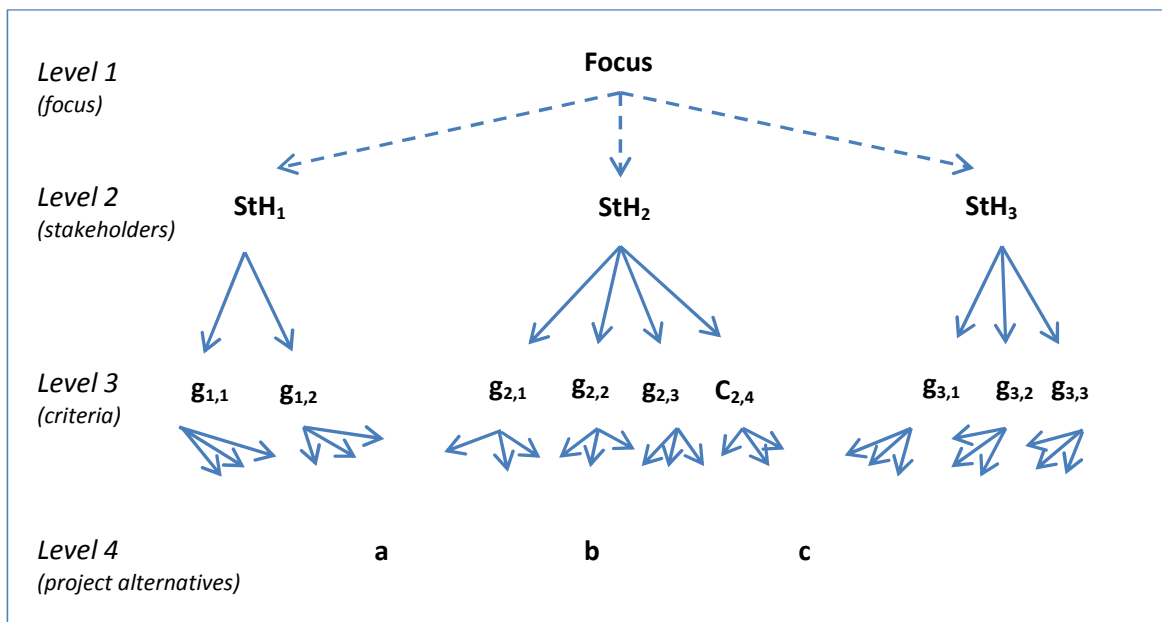 Level 1 Focus
(focus)
Level 2 StH1 StH2 StH3
(stakeholders)
Level 3 g1,1 g1,2 g2,1 g2,2 g2,3 C2,4 g3,1 g3,2 g3,3
(criteria)
Level 4 a b c
(project alternatives)